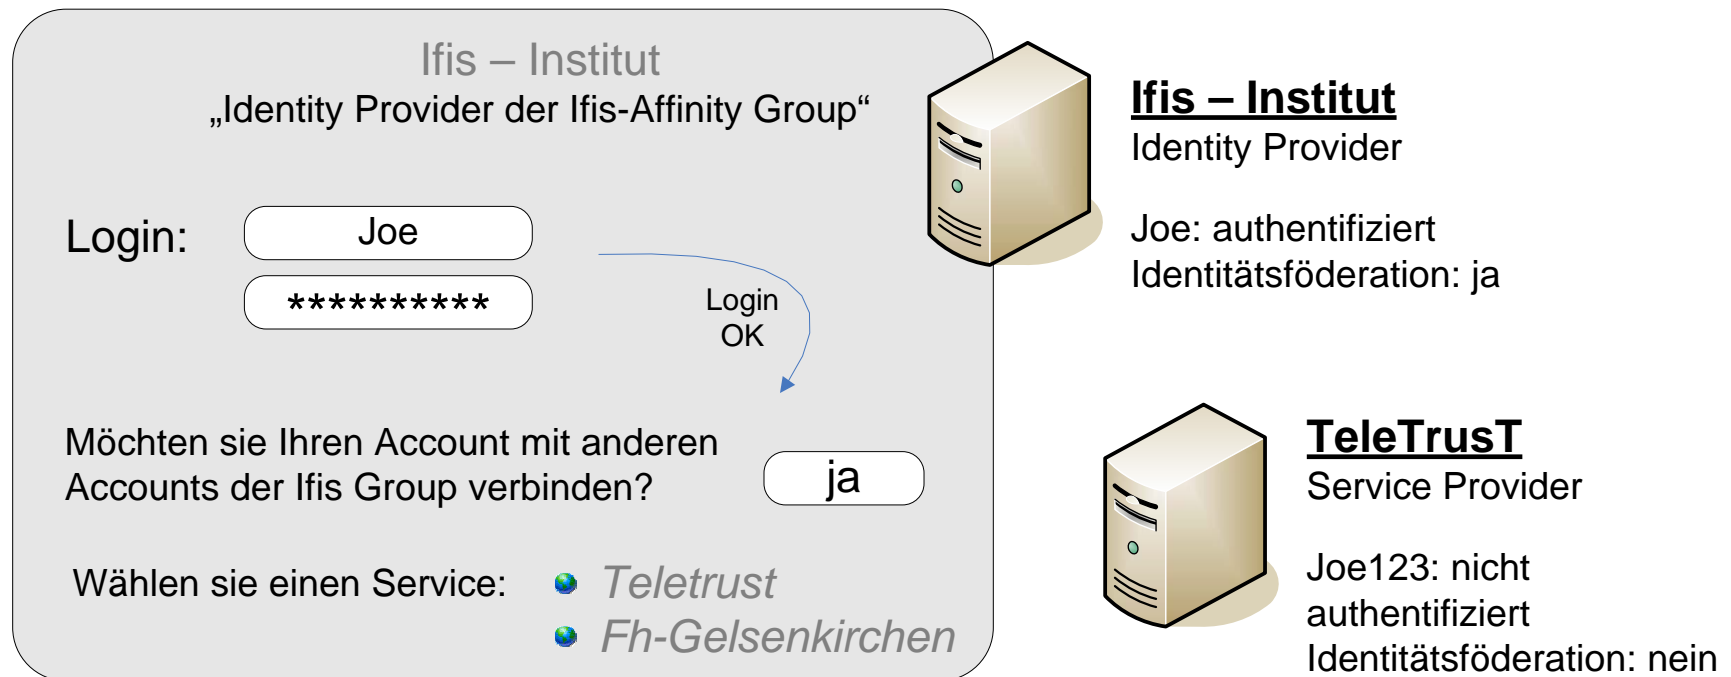 Ifis – Institut
„Identity Provider der Ifis-Affinity Group“
Login:
Joe
**********
Login
OK
Möchten sie Ihren Account mit anderen
Accounts der Ifis Group verbinden?
ja
Wählen sie einen Service:
Teletrust
Fh-Gelsenkirchen
Ifis – Institut
Identity Provider
Joe: authentifiziert
Identitätsföderation: ja
TeleTrusT
Service Provider
Joe123: nicht
authentifiziert
Identitätsföderation: nein